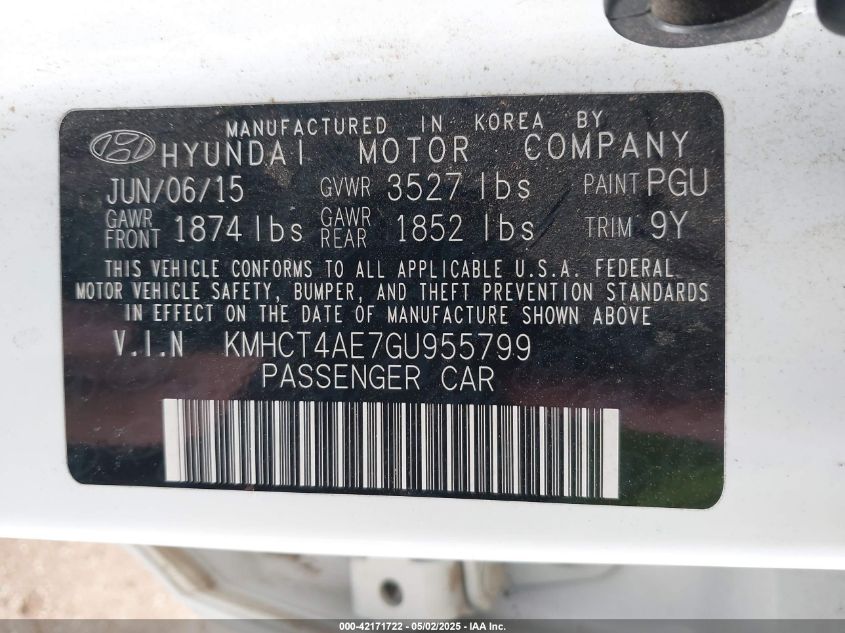 MANUFACTURED IN KOREA BY
HYUNDAI MOTOR COMPANY
JUN/06/15 GVWR 3527 lbs PAINT PGU
GAWR FRONT 1874 lbs GAWR REAR 1852 lbs TRIM 9Y
THIS VEHICLE CONFORMS TO ALL APPLICABLE U.S.A. FEDERAL
MOTOR VEHICLE SAFETY, BUMPER, AND THEFT PREVENTION STANDARDS
IN EFFECT ON THE DATE OF MANUFACTURE SHOWN ABOVE
V.I.N KMHCT4AE7GU955799
PASSENGER CAR
000-42171722 - 05/02/2025 - IAA Inc.